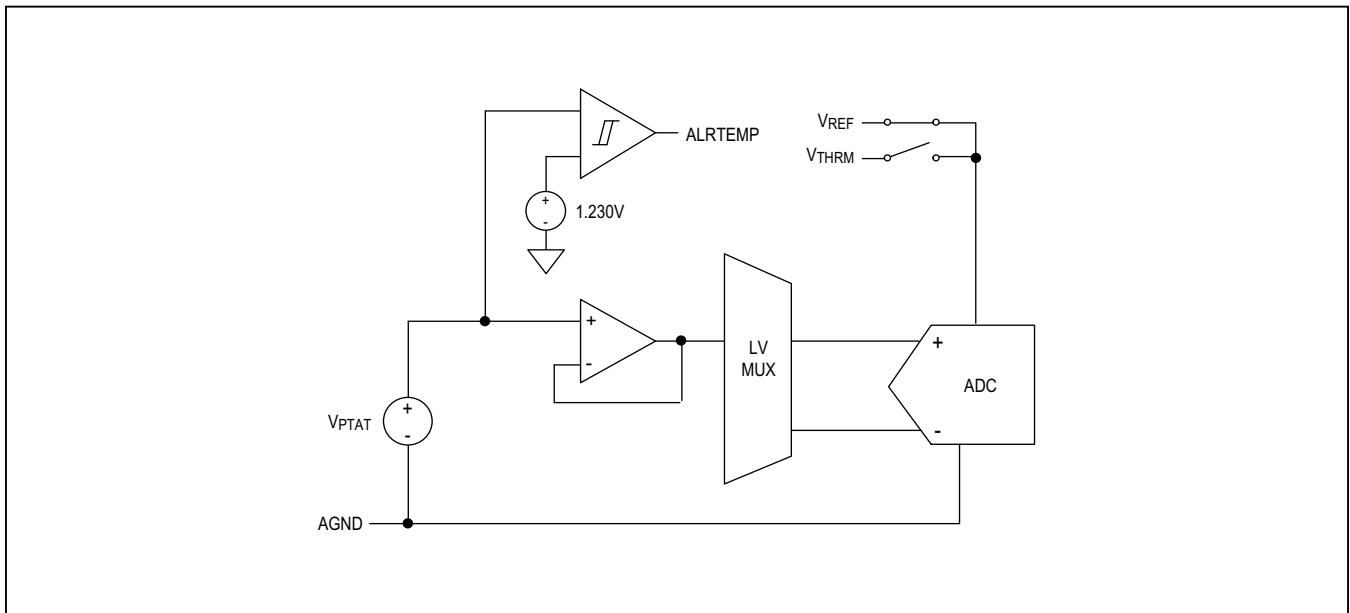 VREF
ALRTEMP
VTHRM
+
-
1.230V
+
-
LV
MUX
+
-
ADC
VPTAT
+
-
AGND